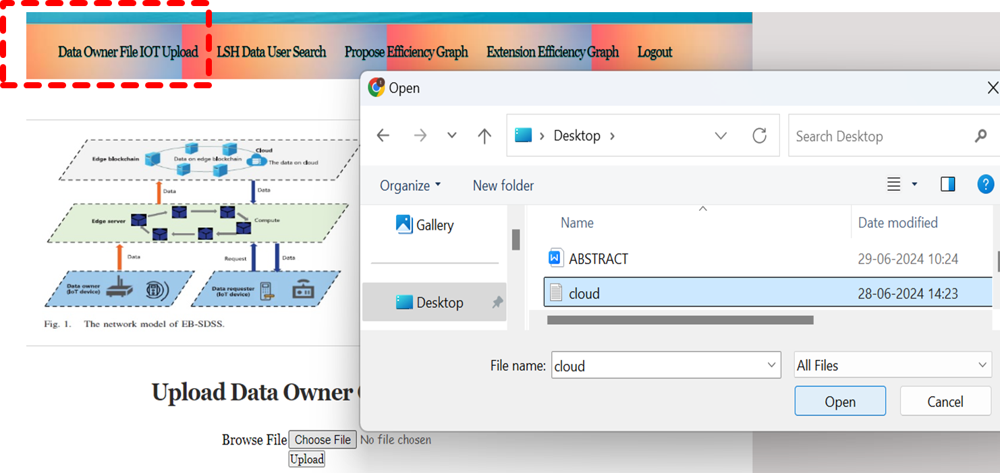 Data Owner File IOT Upload LSH Data User Search Propose Efficiency Graph Extension Efficiency Graph Logout
Open
Desktop
Search Desktop
Organize
New folder
Gallery
Name
Date modified
ABSTRACT
29-06-2024 10:24
Desktop
cloud
28-06-2024 14:23
File name:
cloud
All Files
Open
Cancel
Edge blockchain
Cloud
Data on edge blockchain
The data on cloud
Data
Data
Edge server
Compute
Data
Request
Data
Data owner
(IoT device)
Data requester
(IoT device)
Fig. 1. The network model of EB-SDSS.
Upload Data Owner
Browse File Choose File No file chosen
Upload